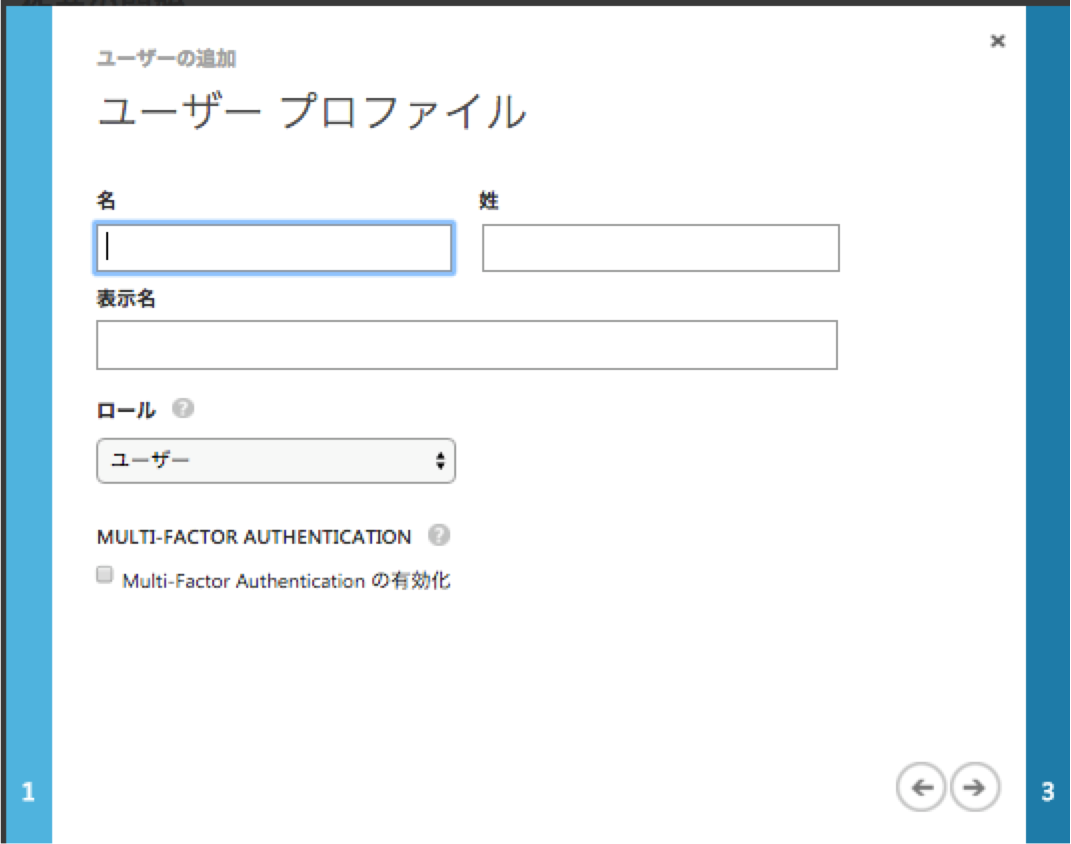 ユーザーの追加
×
ユーザー プロファイル
名
姓
表示名
ロール ?
ユーザー
MULTI-FACTOR AUTHENTICATION ?
Multi-Factor Authentication の有効化
1
3